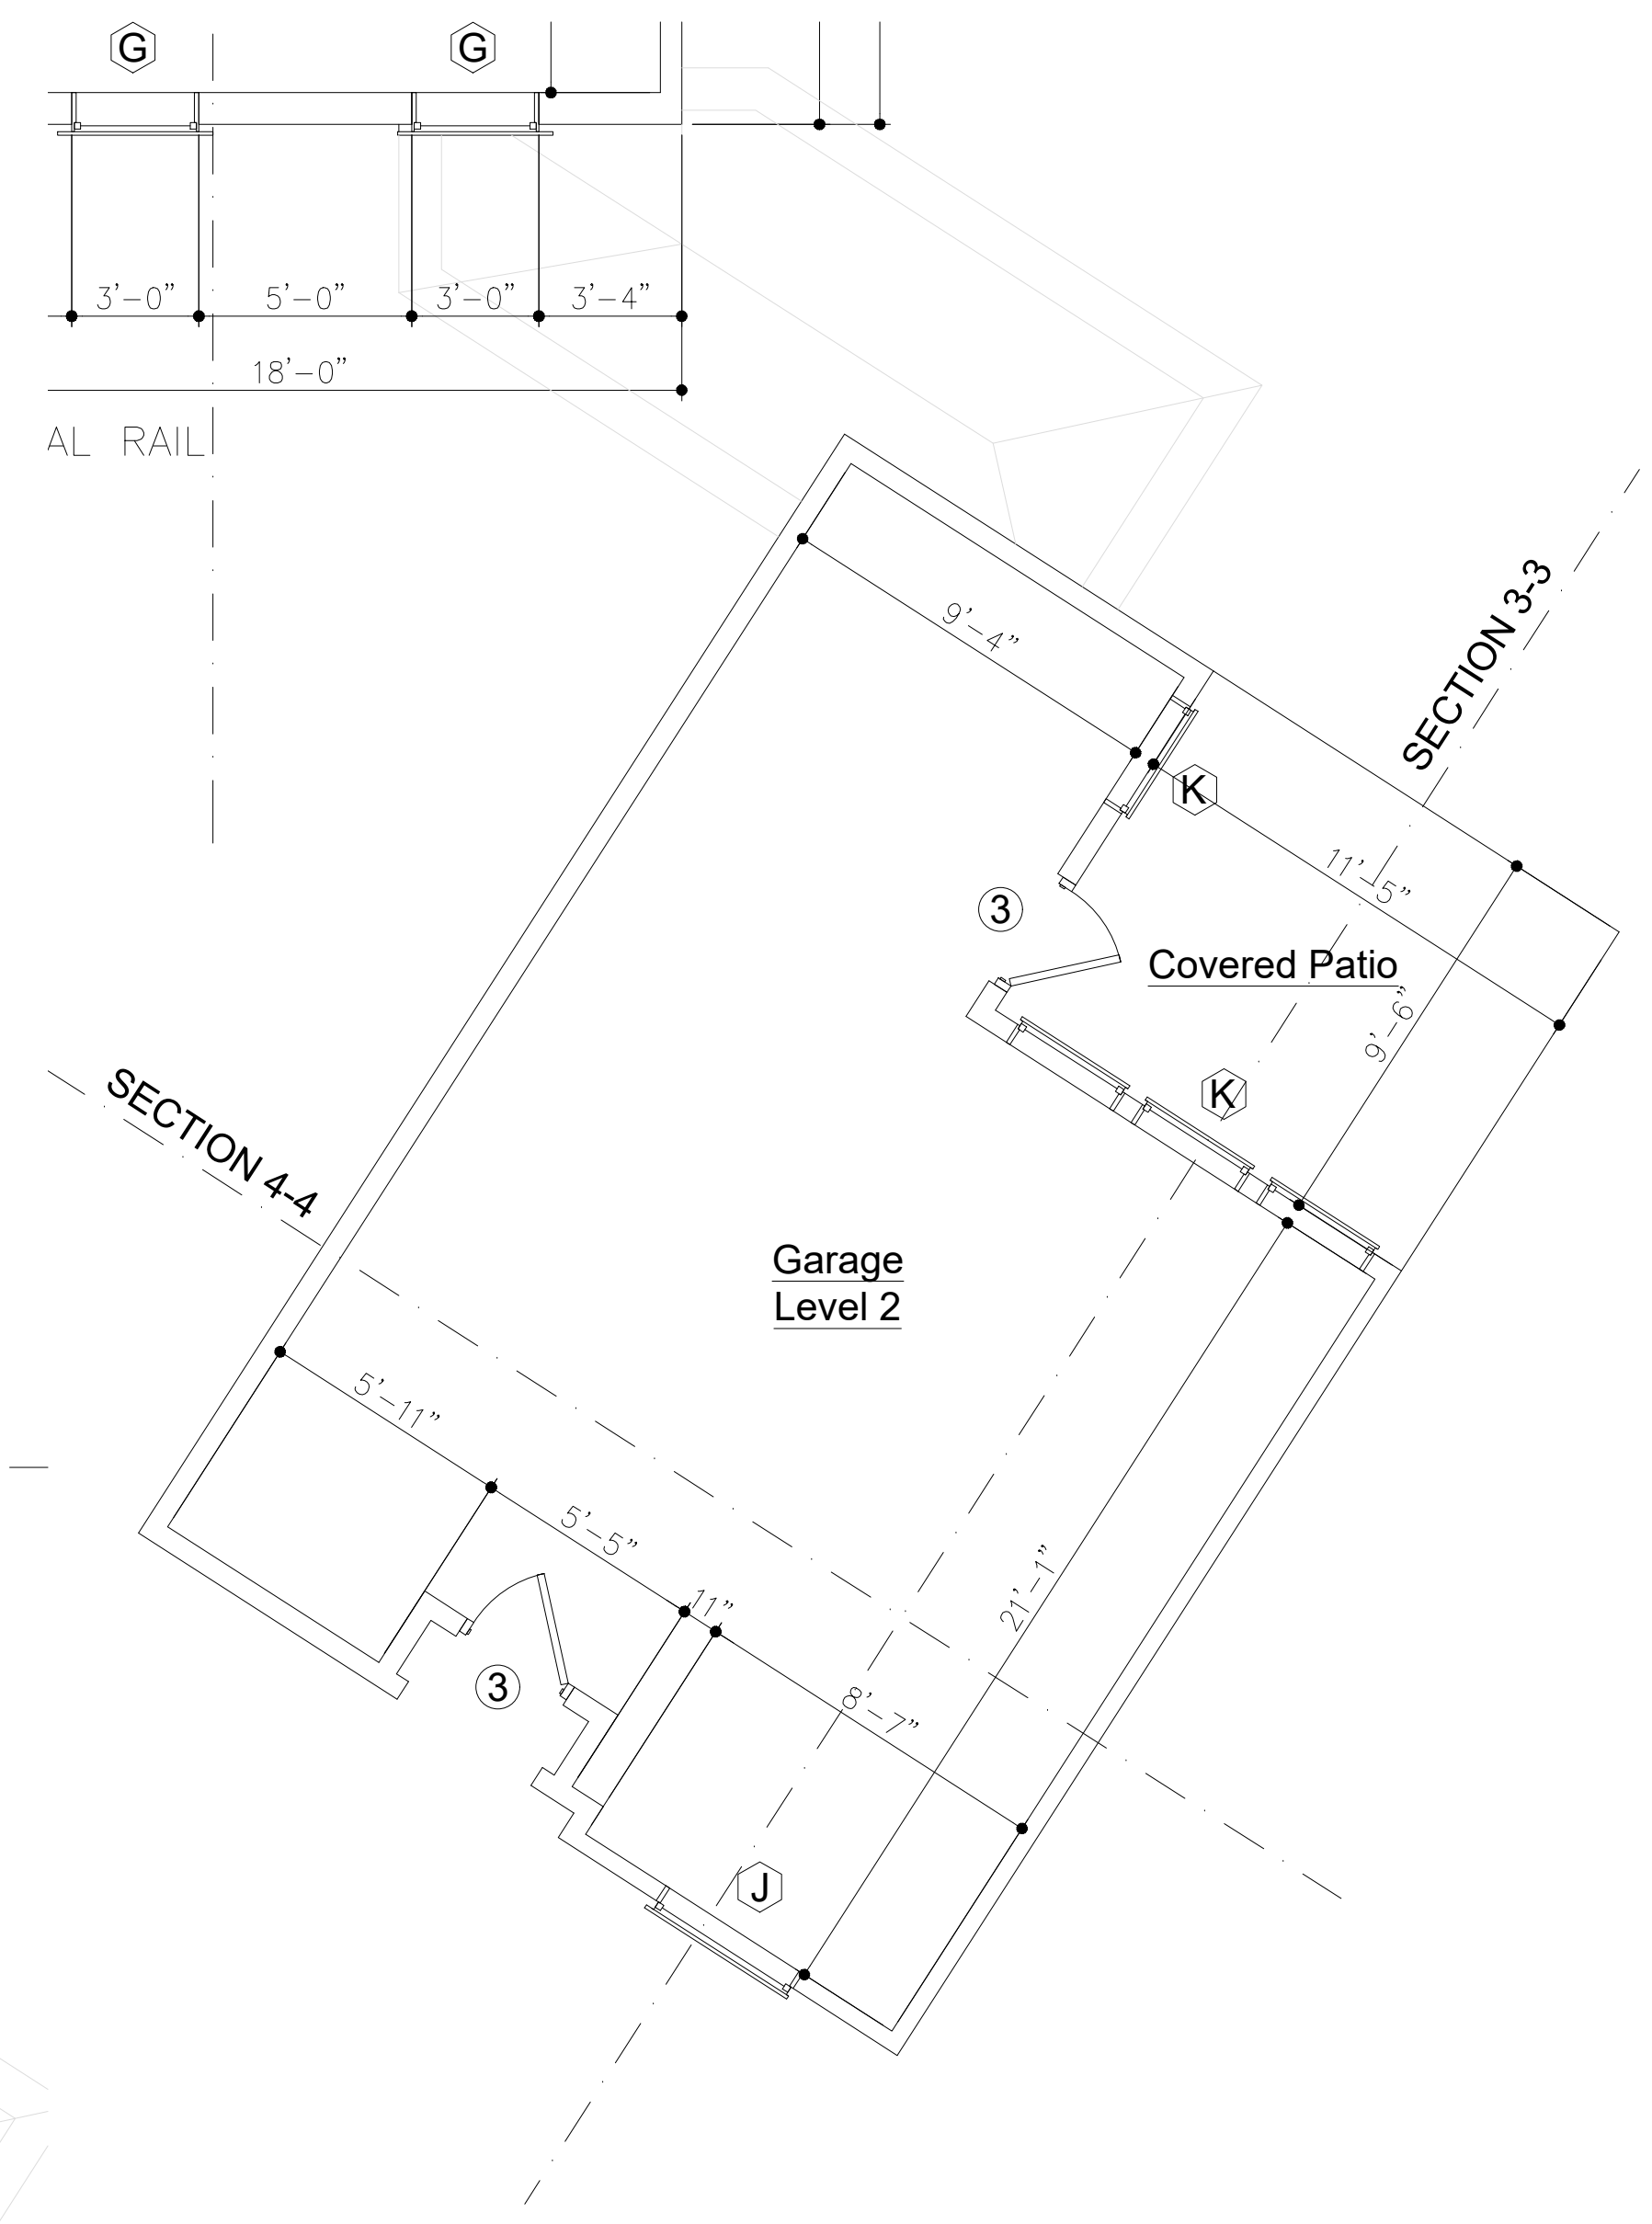 G G
3'-0" 5'-0" 3'-0" 3'-4"
18'-0"
AL RAIL
SECTION 3-3
9'-4"
K
11'-5"
3
Covered Patio
9'-6"
K
SECTION 4-4
Garage
Level 2
5'-11"
5'-5"
11"
21'-1"
3
8'-7"
J